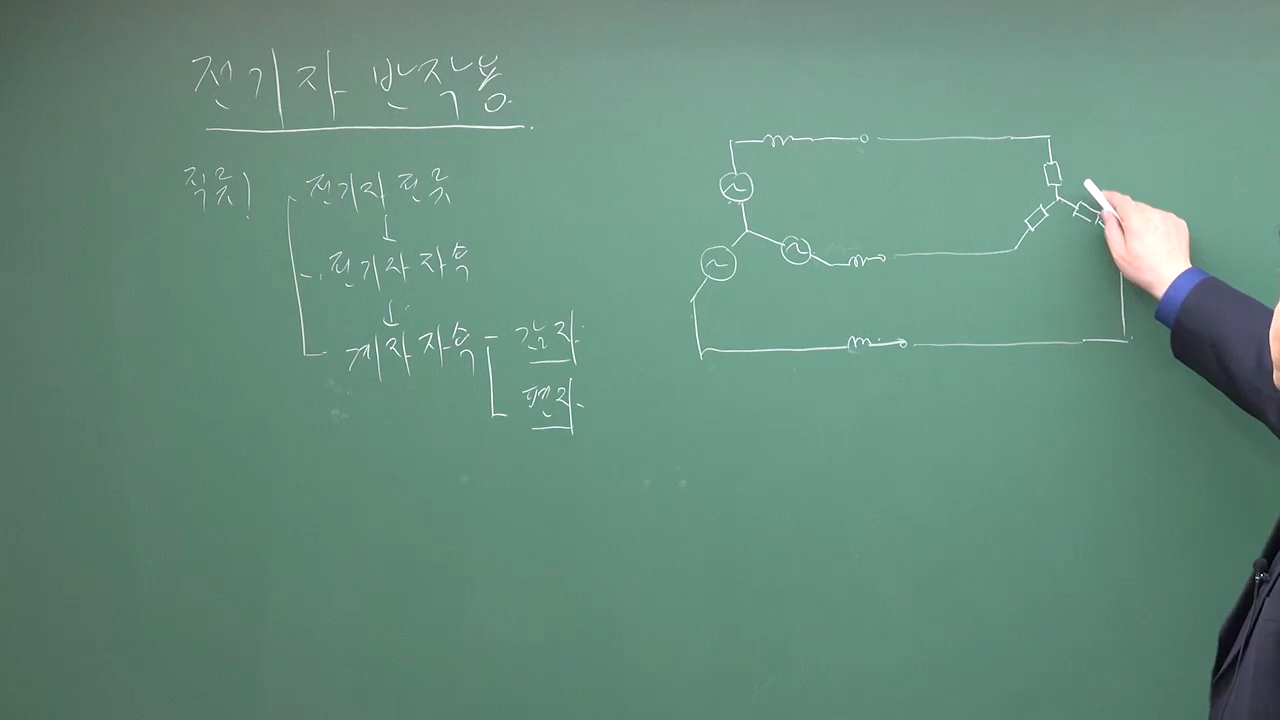 전기자 반작용
직류! 전기자 전류
전기자 자속
계자 자속 - 감자
편자